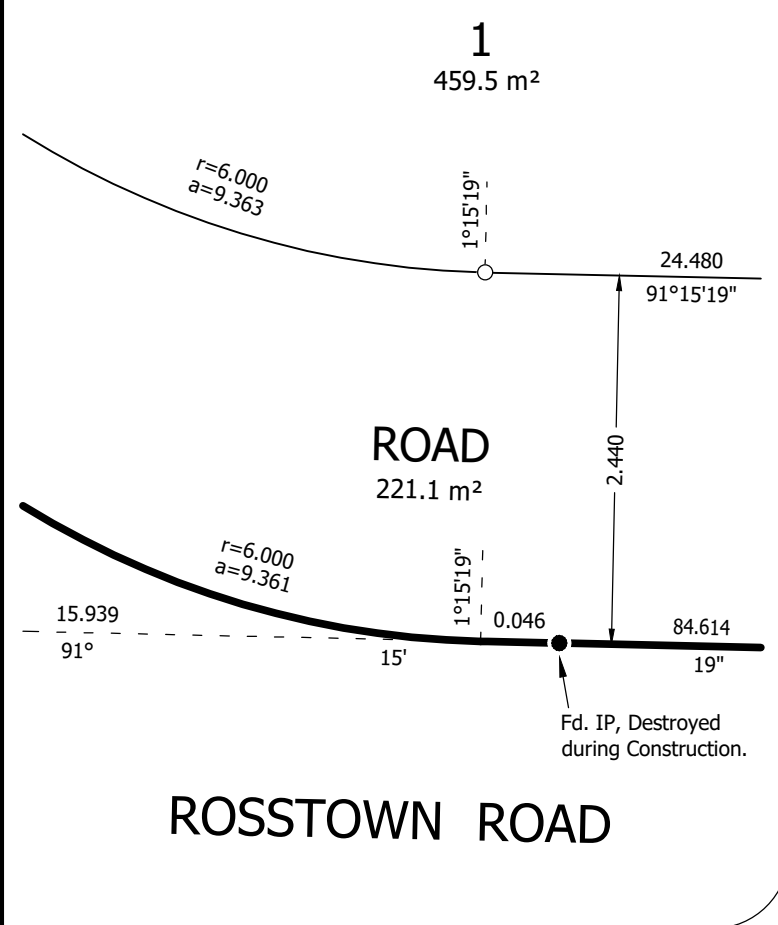 1
459.5 m²
r=6.000
a=9.363
1°15'19"
24.480
91°15'19"
ROAD
221.1 m²
2.440
r=6.000
a=9.361
1°15'19"
15.939
0.046
84.614
91°
15'
19"
Fd. IP, Destroyed
during Construction.
ROSSTOWN ROAD